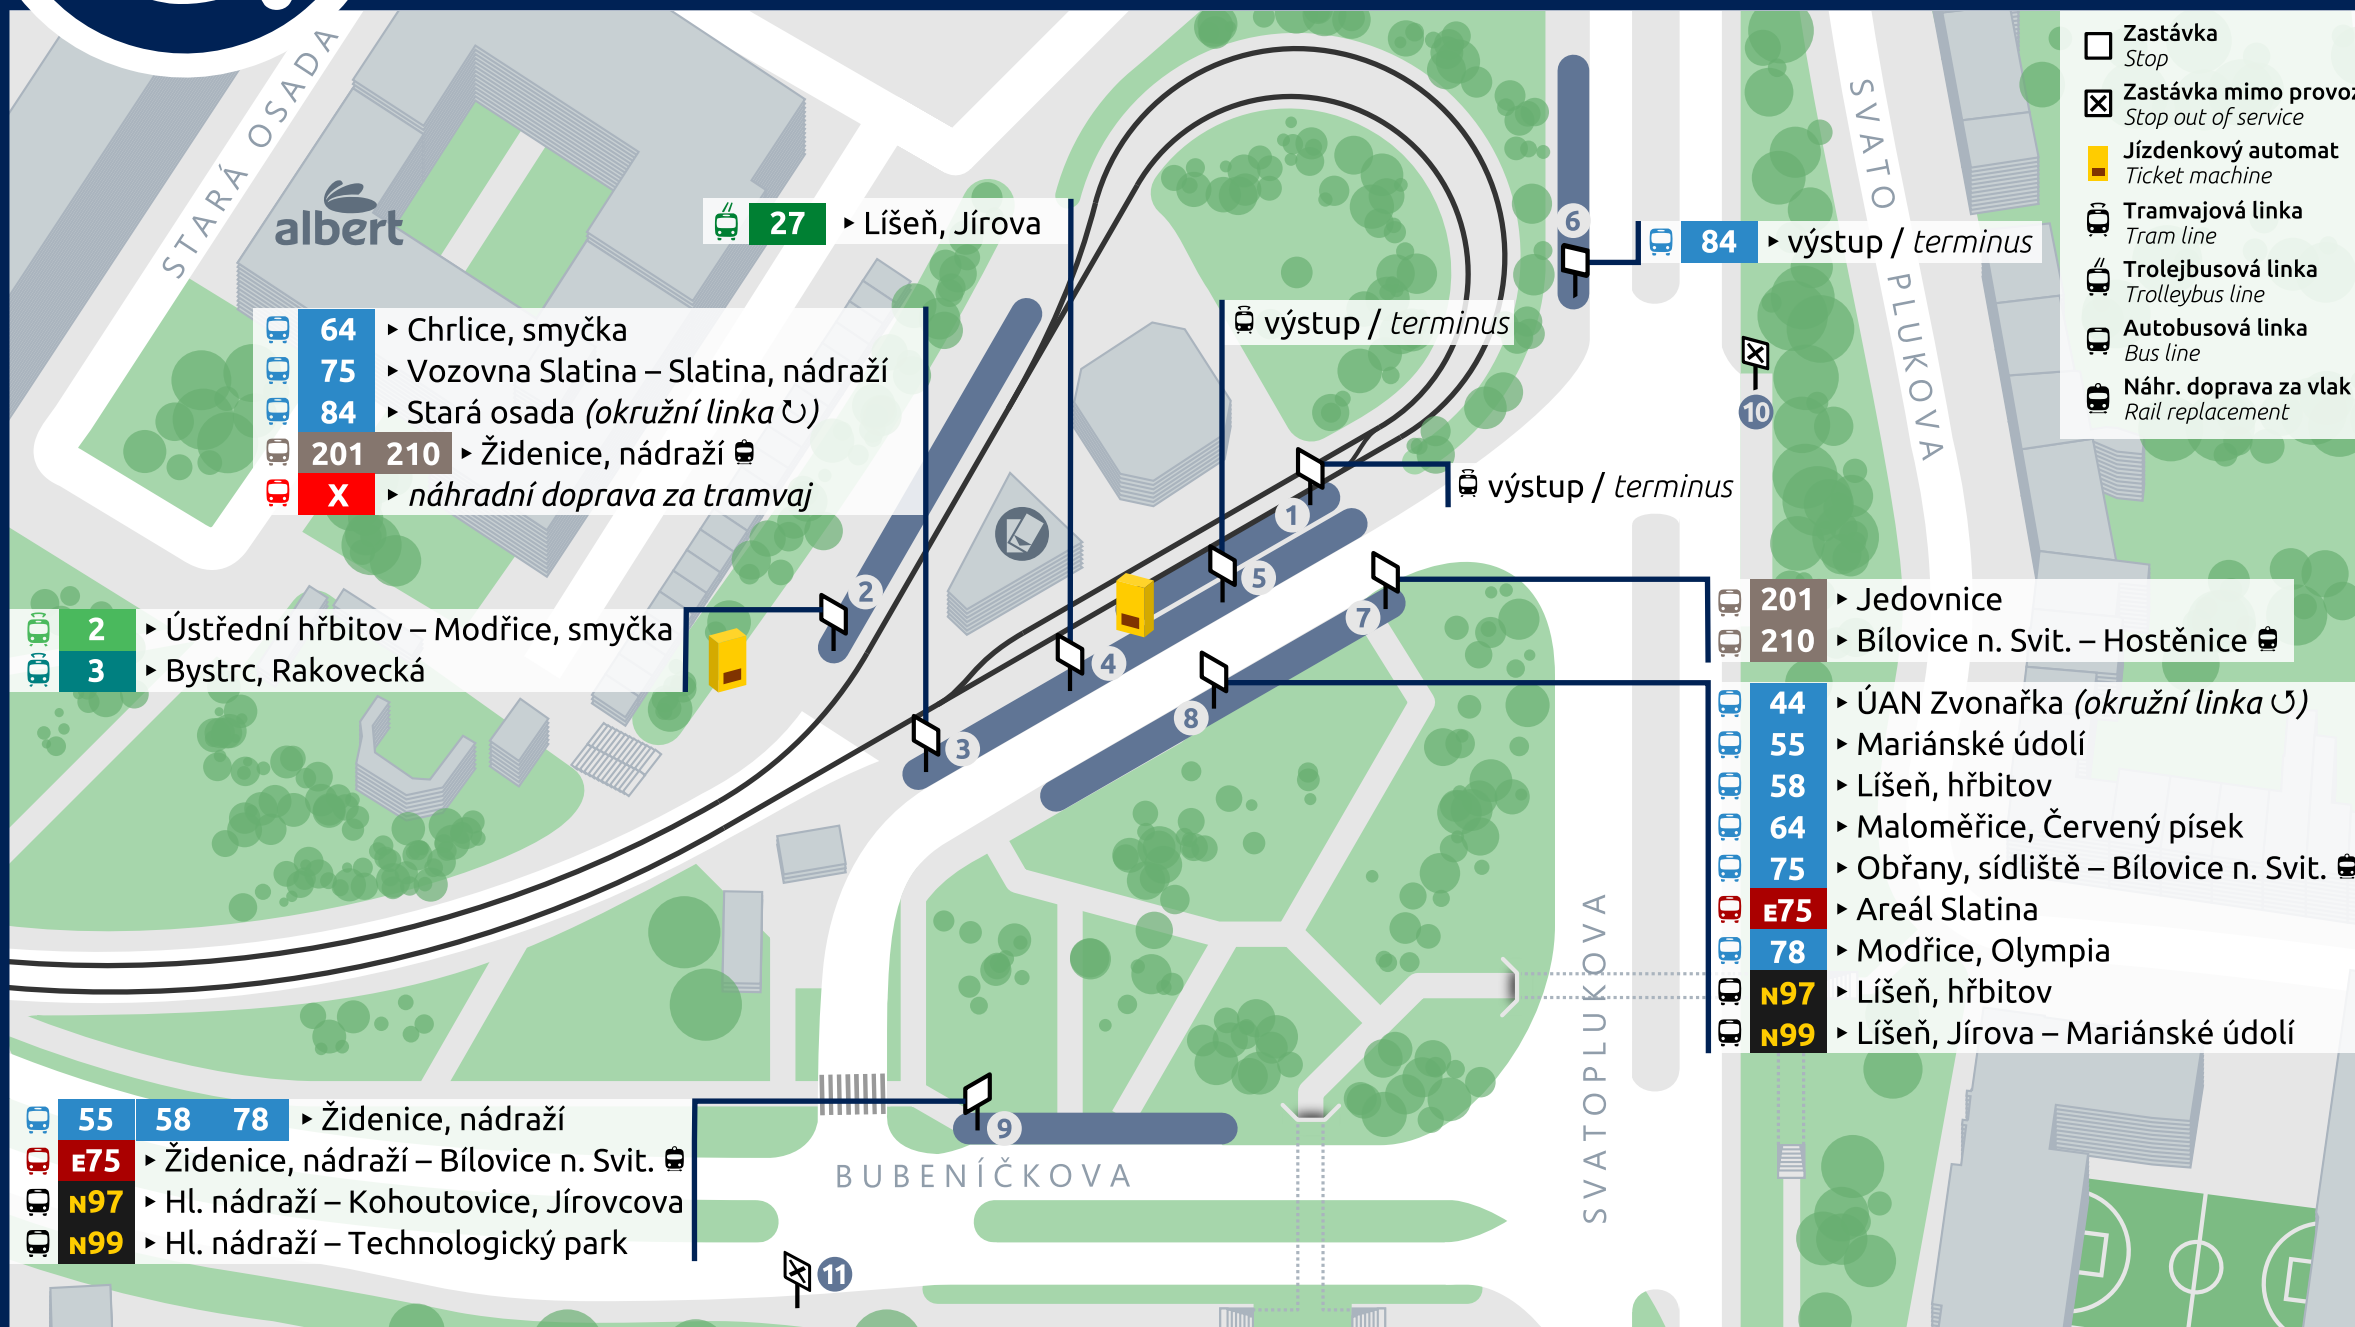 STARÁ OSADA
albert
27 ▸ Líšeň, Jírova
64 ▸ Chrlice, smyčka
75 ▸ Vozovna Slatina – Slatina, nádraží
84 ▸ Stará osada (okružní linka ↻)
201 210 ▸ Židenice, nádraží
X ▸ náhradní doprava za tramvaj
2 ▸ Ústřední hřbitov – Modřice, smyčka
3 ▸ Bystrc, Rakovecká
výstup / terminus
výstup / terminus
84 ▸ výstup / terminus
6
10
1
5
2
7
4
8
3
9
11
SVATOPLUKOVA
Zastávka
Stop
Zastávka mimo provoz
Stop out of service
Jízdenkový automat
Ticket machine
Tramvajová linka
Tram line
Trolejbusová linka
Trolleybus line
Autobusová linka
Bus line
Náhr. doprava za vlak
Rail replacement
201 ▸ Jedovnice
210 ▸ Bílovice n. Svit. – Hostěnice
44 ▸ ÚAN Zvonařka (okružní linka ↺)
55 ▸ Mariánské údolí
58 ▸ Líšeň, hřbitov
64 ▸ Maloměřice, Červený písek
75 ▸ Obřany, sídliště – Bílovice n. Svit.
E75 ▸ Areál Slatina
78 ▸ Modřice, Olympia
N97 ▸ Líšeň, hřbitov
N99 ▸ Líšeň, Jírova – Mariánské údolí
SVATOPLUKOVA
55 58 78 ▸ Židenice, nádraží
E75 ▸ Židenice, nádraží – Bílovice n. Svit.
N97 ▸ Hl. nádraží – Kohoutovice, Jírovcova
N99 ▸ Hl. nádraží – Technologický park
BUBENÍČKOVA